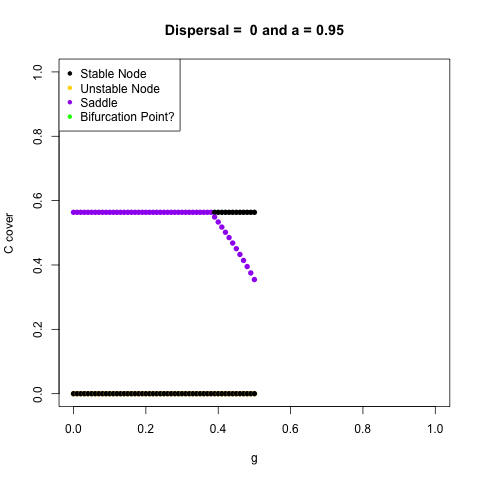 Dispersal =  0 and a = 0.95
Stable Node
Unstable Node
Saddle
Bifurcation Point?
C cover
1.0
0.8
0.6
0.4
0.2
0.0
0.0 0.2 0.4 0.6 0.8 1.0
g